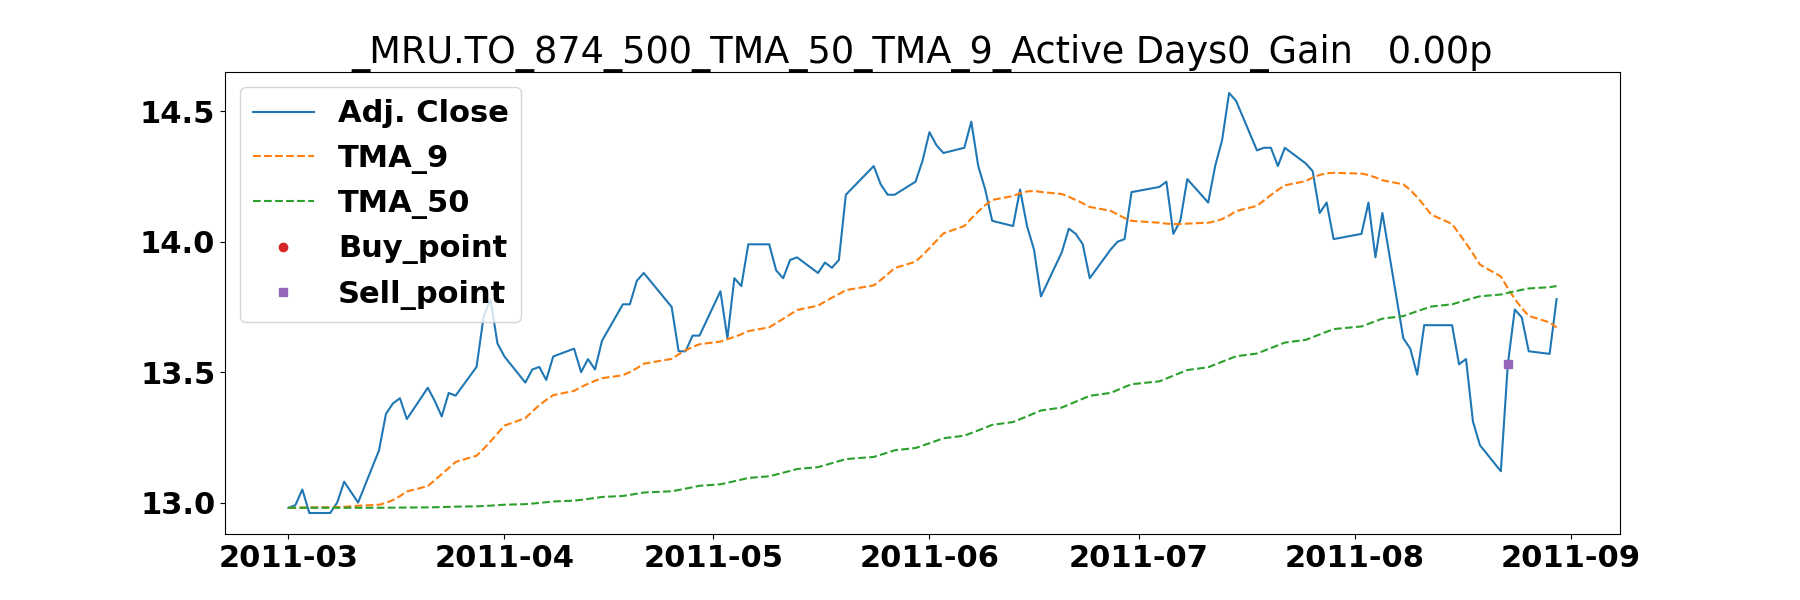 _MRU.TO_874_500_TMA_50_TMA_9_Active Days0_Gain   0.00p
Adj. Close
TMA_9
TMA_50
Buy_point
Sell_point
14.5
14.0
13.5
13.0
2011-03 2011-04 2011-05 2011-06 2011-07 2011-08 2011-09